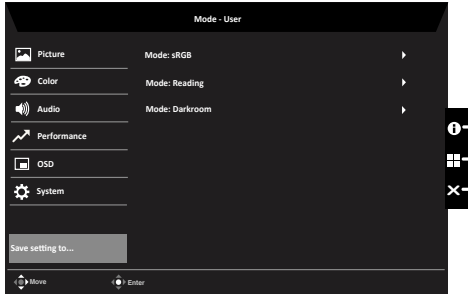 Mode - User
Picture
Mode: sRGB
Color
Mode: Reading
Audio
Mode: Darkroom
Performance
OSD
System
Save setting to...
Move
Enter